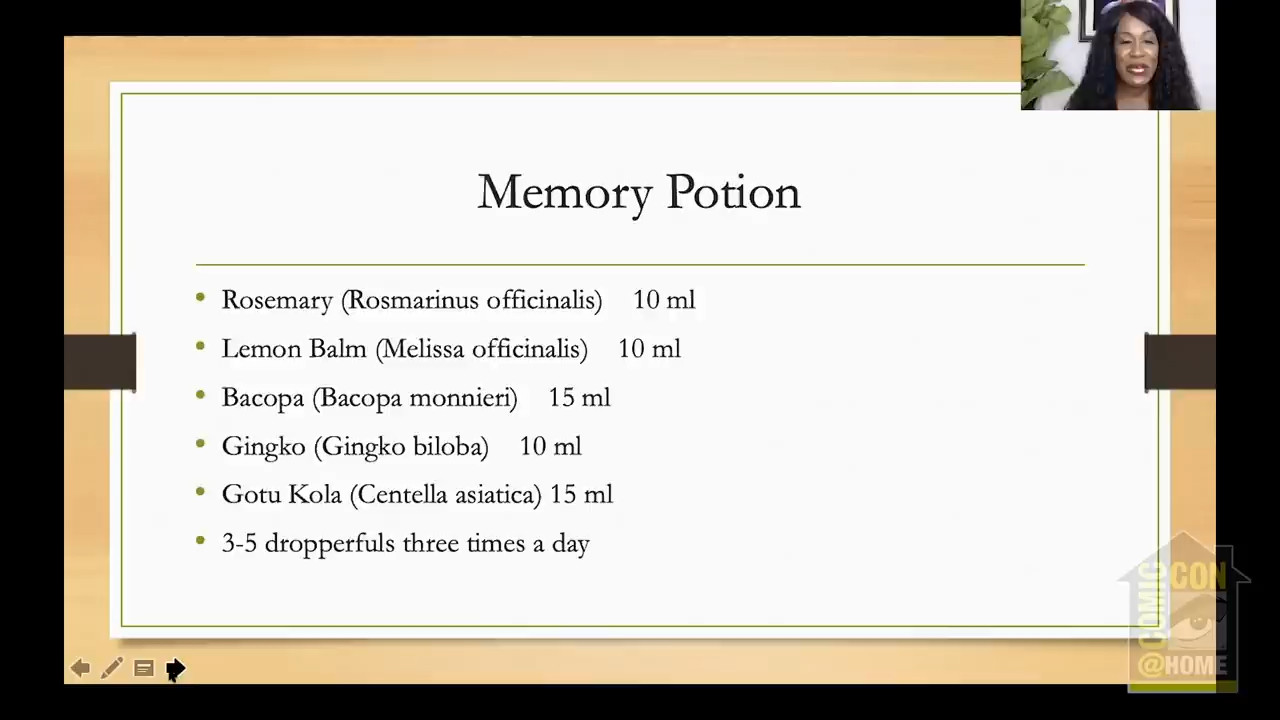 Memory Potion
• Rosemary (Rosmarinus officinalis) 10 ml
• Lemon Balm (Melissa officinalis) 10 ml
• Bacopa (Bacopa monnieri) 15 ml
• Gingko (Gingko biloba) 10 ml
• Gotu Kola (Centella asiatica) 15 ml
• 3-5 dropperfuls three times a day
COMIC
CON
@HOME